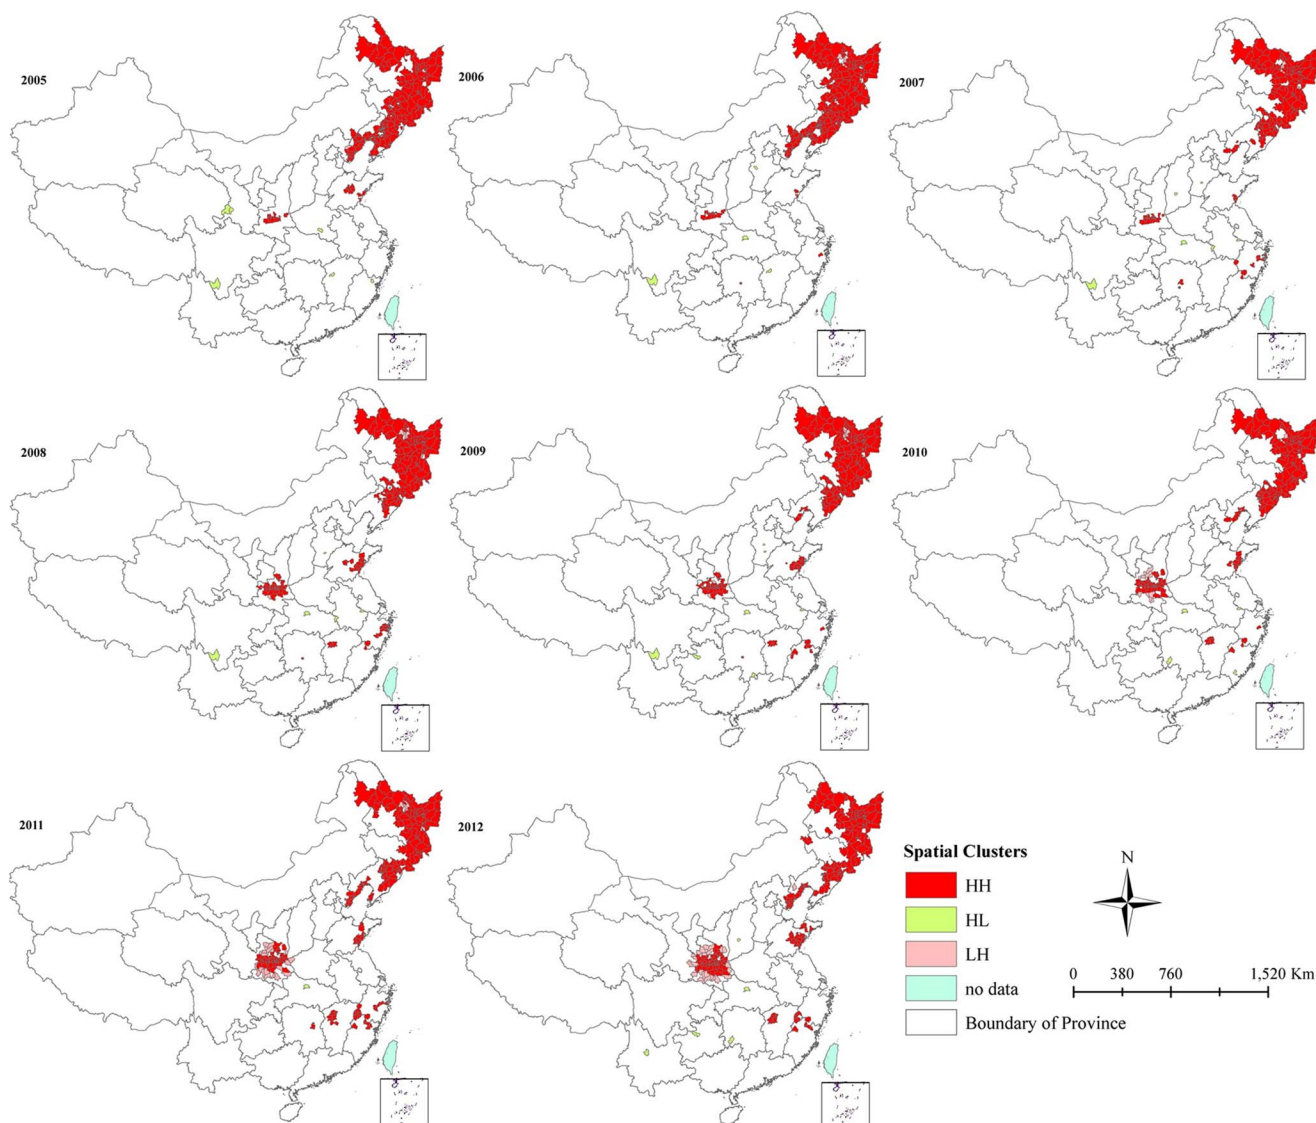 2005
2006
2007
2008
2009
2010
2011
2012
Spatial Clusters
HH
HL
LH
no data
Boundary of Province
N
0 380 760 1,520 Km